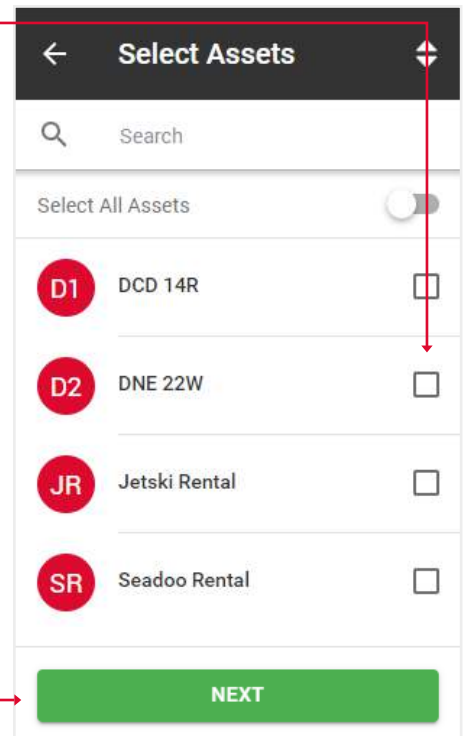 Select Assets
Search
Select All Assets
D1 DCD 14R
D2 DNE 22W
JR Jetski Rental
SR Seadoo Rental
NEXT